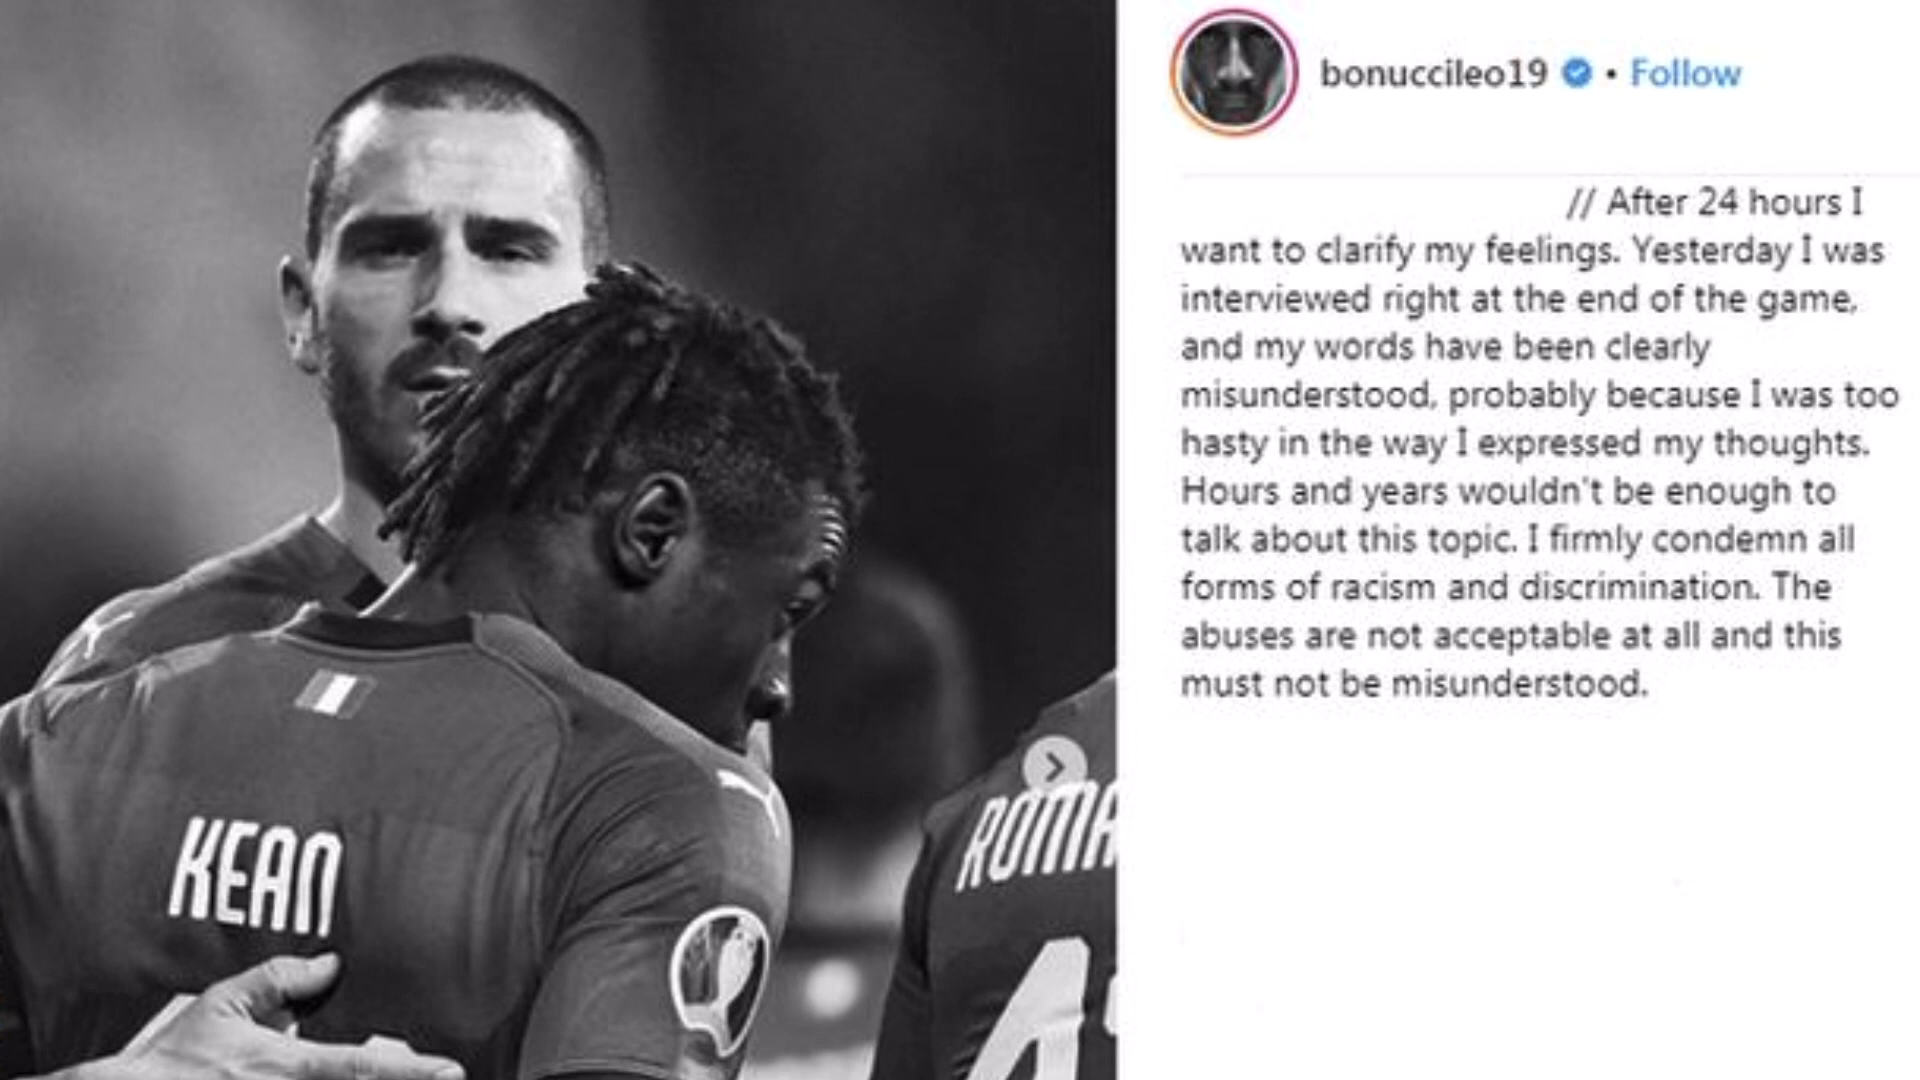 bonuccileo19 • Follow
// After 24 hours I
want to clarify my feelings. Yesterday I was
interviewed right at the end of the game,
and my words have been clearly
misunderstood, probably because I was too
hasty in the way I expressed my thoughts.
Hours and years wouldn't be enough to
talk about this topic. I firmly condemn all
forms of racism and discrimination. The
abuses are not acceptable at all and this
must not be misunderstood.
KEAN
ROMA